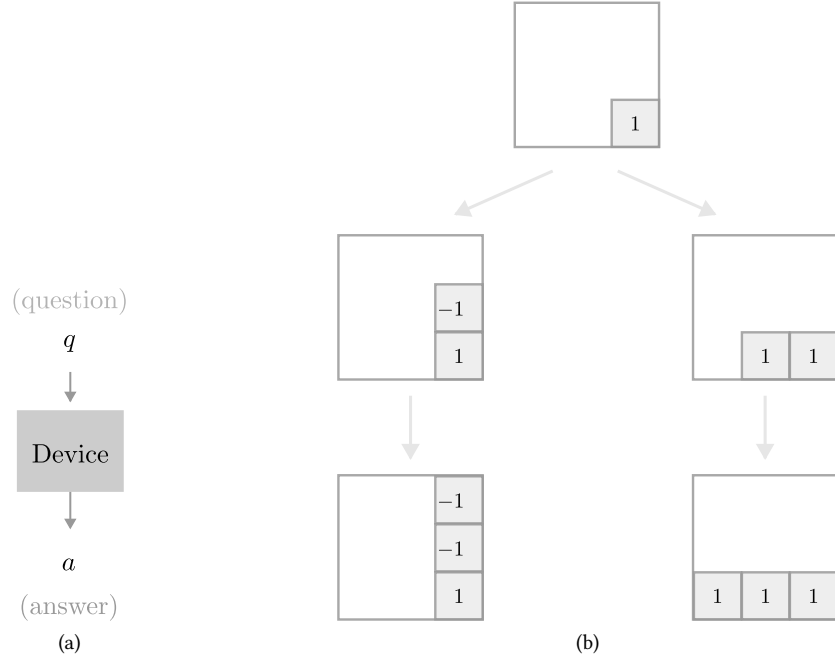 (question)
q
Device
a
(answer)
(a)
1
−1
1
1 1
−1
−1
1
1 1 1
(b)